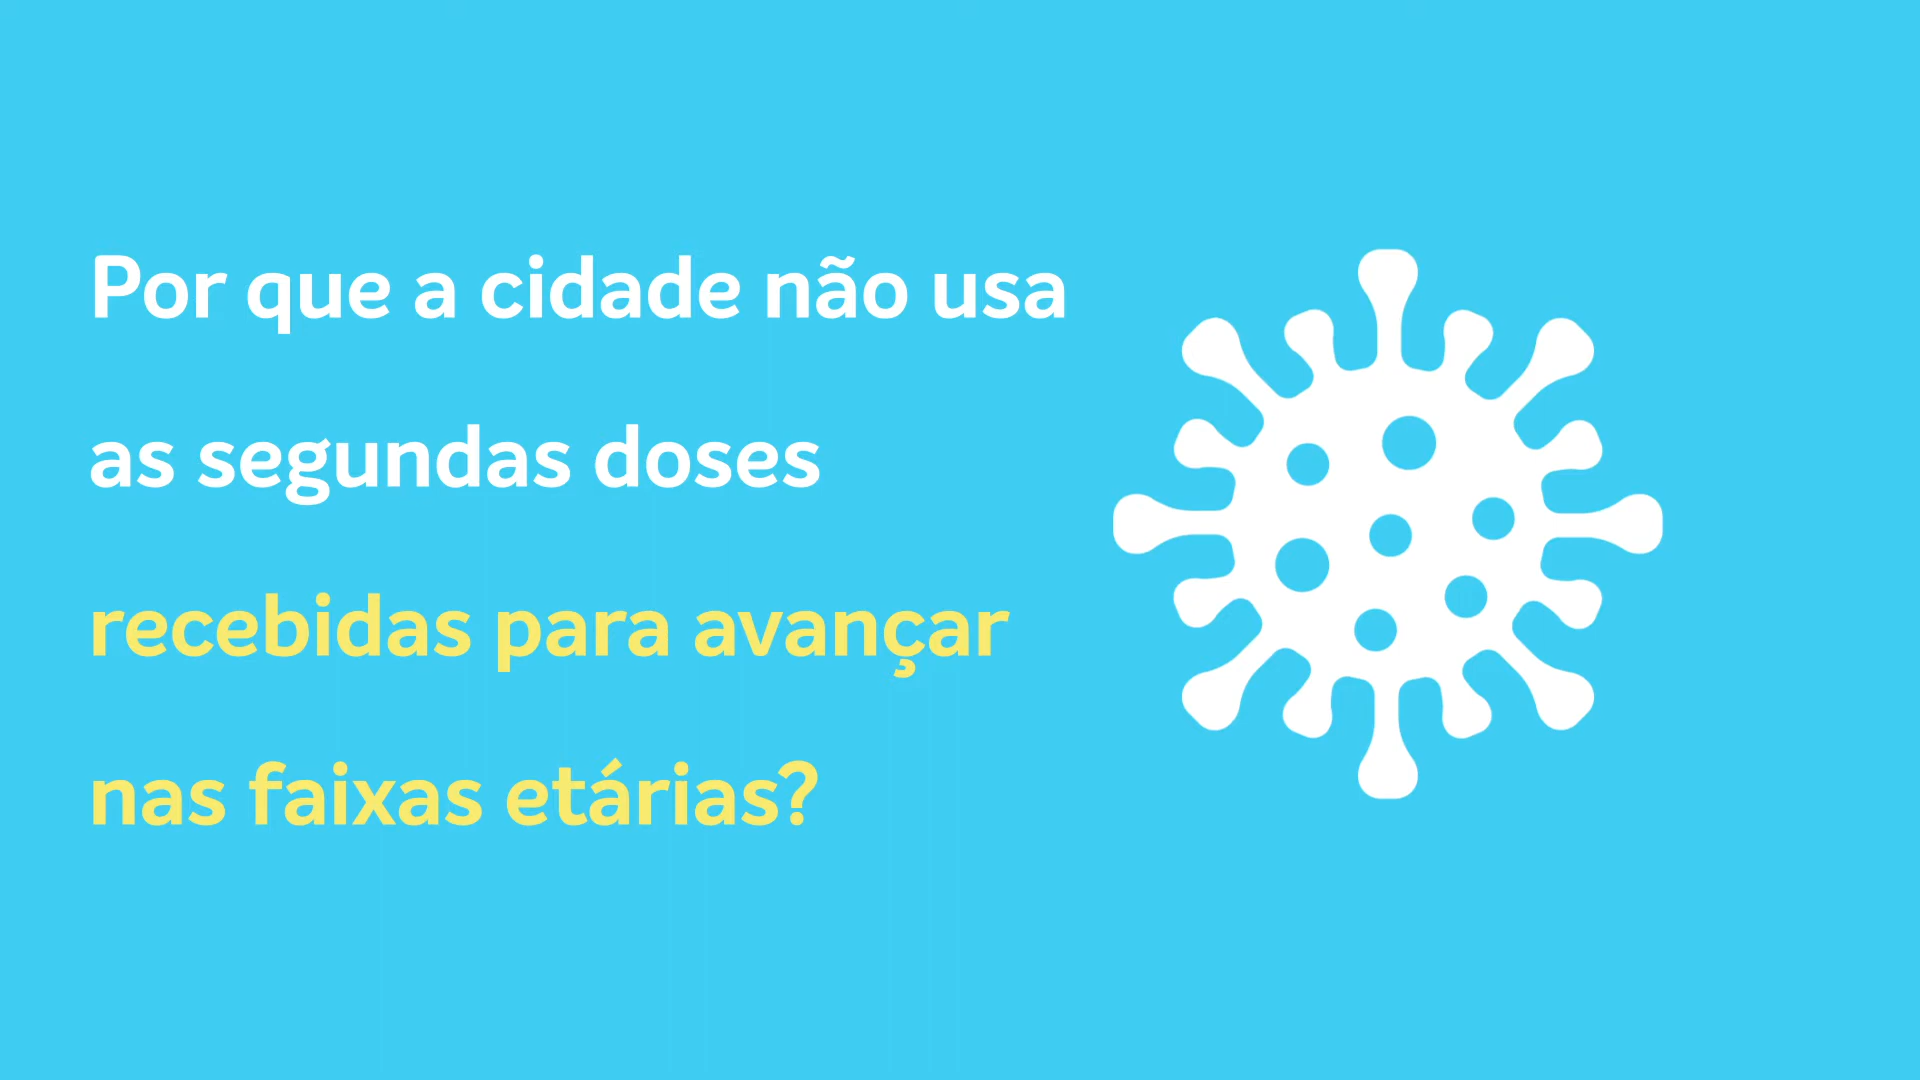 Por que a cidade não usa
as segundas doses
recebidas para avançar
nas faixas etárias?